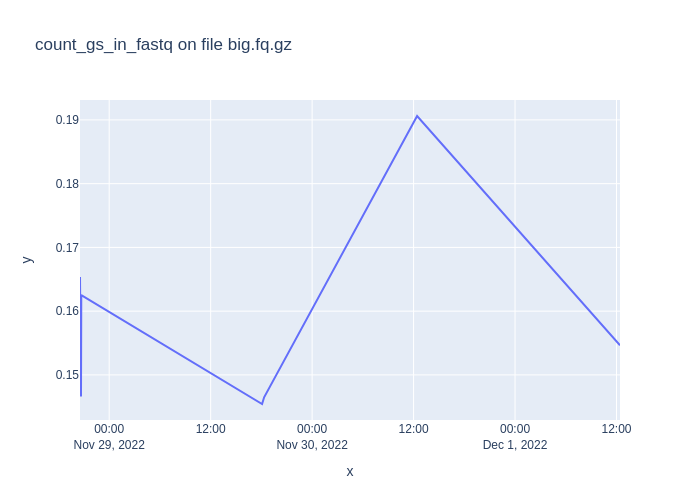 count_gs_in_fastq on file big.fq.gz
0.19
0.18
0.17
0.16
0.15
y
00:00 12:00 00:00 12:00 00:00 12:00
Nov 29, 2022 Nov 30, 2022 Dec 1, 2022
x